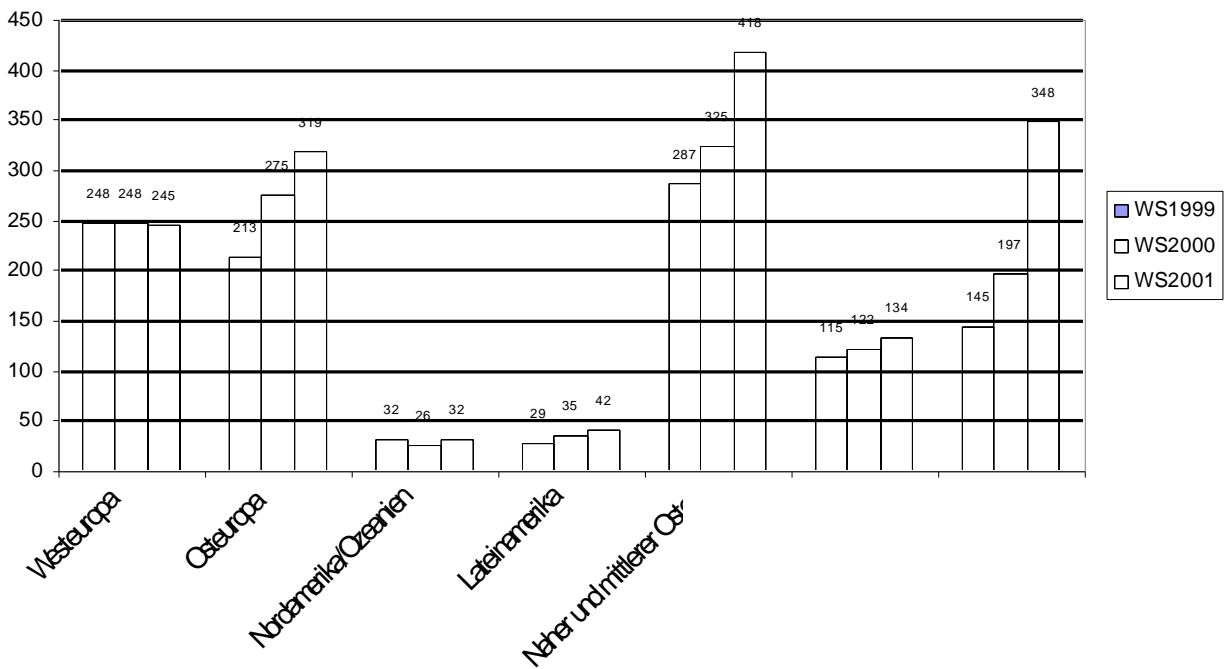 450
400
350
300
250
200
150
100
50
0
248 248 245
213 275 319
32 26 32
29 35 42
287 325 418
115 122 134
145 197 348
Westeuropa
Osteuropa
Nordamerika/Ozeanien
Lateinamerika
Naher und mittlerer Oste
WS1999
WS2000
WS2001